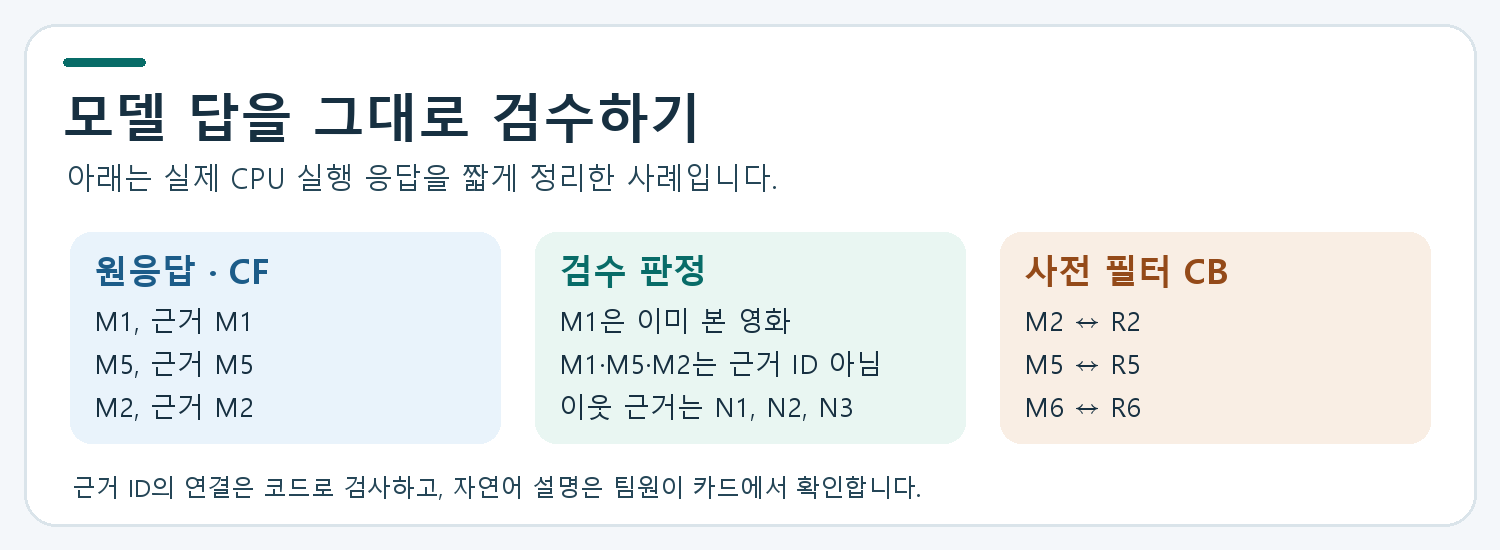 모델 답을 그대로 검수하기
아래는 실제 CPU 실행 응답을 짧게 정리한 사례입니다.
원응답 · CF
M1, 근거 M1
M5, 근거 M5
M2, 근거 M2
검수 판정
M1은 이미 본 영화
M1·M5·M2는 근거 ID 아님
이웃 근거는 N1, N2, N3
사전 필터 CB
M2 ↔ R2
M5 ↔ R5
M6 ↔ R6
근거 ID의 연결은 코드로 검사하고, 자연어 설명은 팀원이 카드에서 확인합니다.